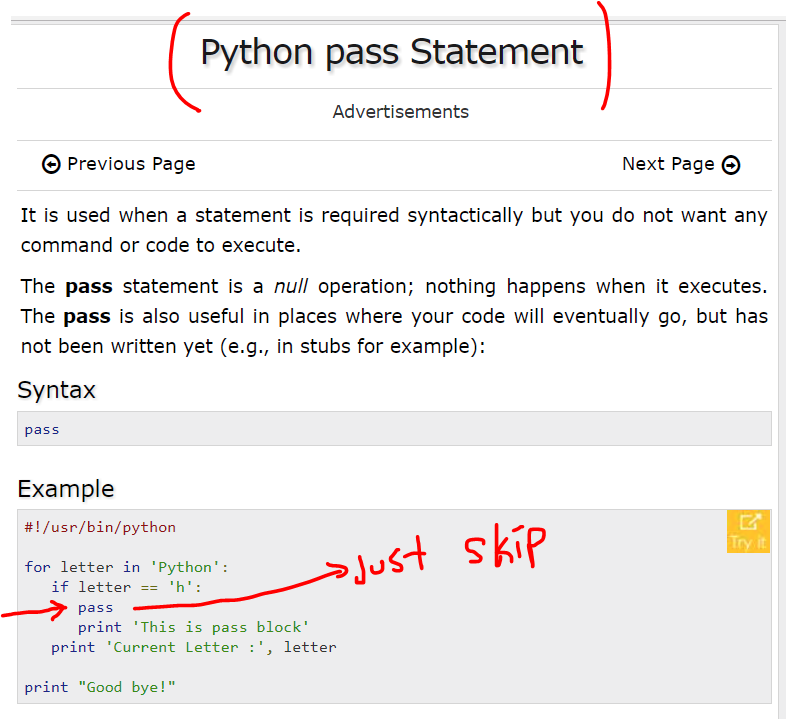 Python pass Statement
Advertisements
Previous Page Next Page
It is used when a statement is required syntactically but you do not want any
command or code to execute.
The pass statement is a null operation; nothing happens when it executes.
The pass is also useful in places where your code will eventually go, but has
not been written yet (e.g., in stubs for example):
Syntax
pass
Example
#!/usr/bin/python
Try it
for letter in 'Python':
   if letter == 'h':
      pass
just skip
      print 'This is pass block'
   print 'Current Letter :', letter
print "Good bye!"